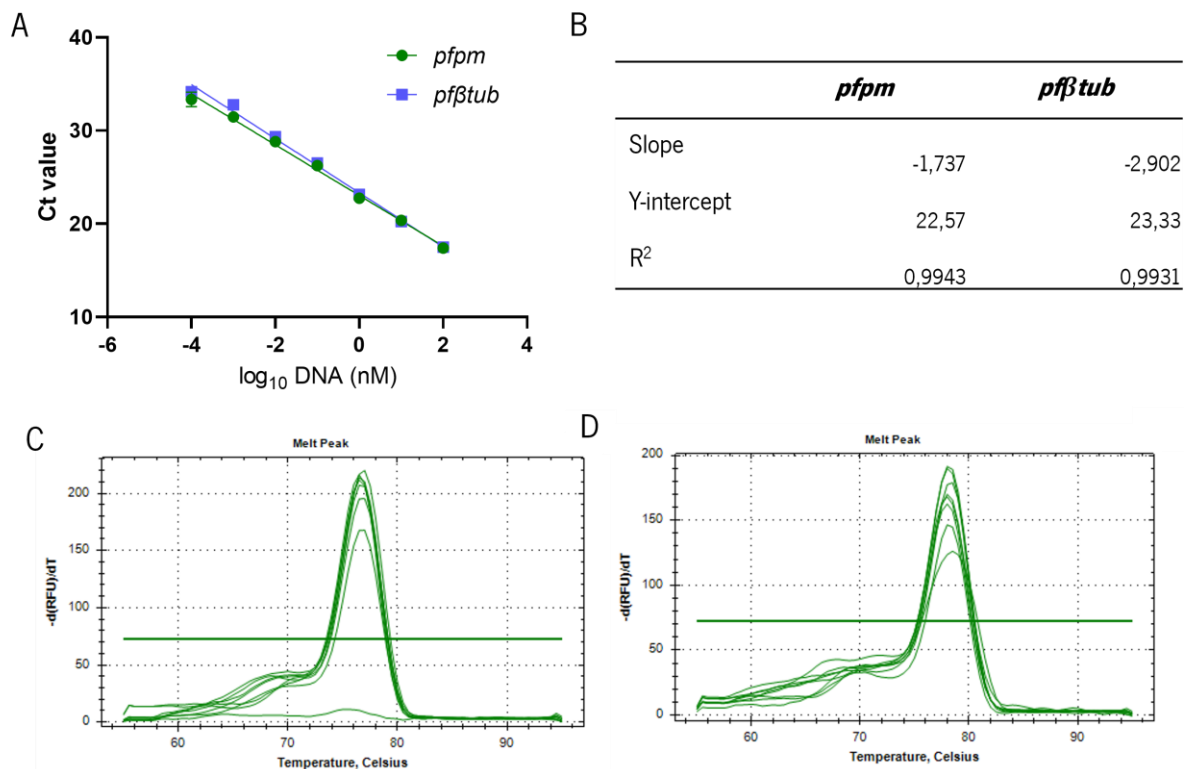 A
40
30
20
10
-6 -4 -2 0 2 4
Ct value
log10 DNA (nM)
pfpm
pfβtub
B
pfpm pfβtub
Slope
-1,737 -2,902
Y-intercept
22,57 23,33
R2
0,9943 0,9931
C
Melt Peak
200
150
100
50
0
60 70 80 90
-d(RFU)/dT
Temperature, Celsius
D
Melt Peak
200
150
100
50
0
60 70 80 90
-d(RFU)/dT
Temperature, Celsius